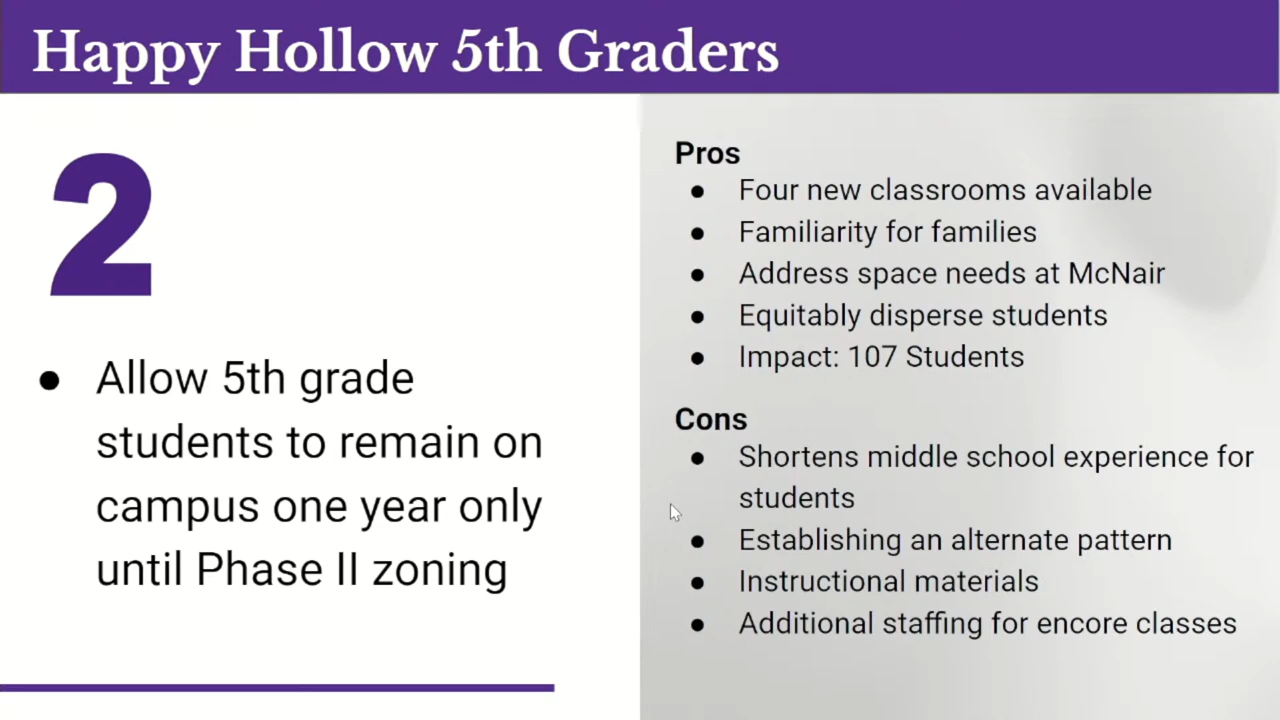 Happy Hollow 5th Graders
2
● Allow 5th grade
students to remain on
campus one year only
until Phase II zoning
Pros
● Four new classrooms available
● Familiarity for families
● Address space needs at McNair
● Equitably disperse students
● Impact: 107 Students
Cons
● Shortens middle school experience for
students
● Establishing an alternate pattern
● Instructional materials
● Additional staffing for encore classes